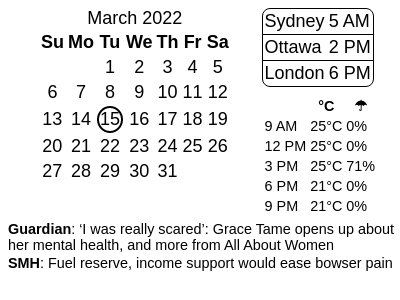 March 2022
Su Mo Tu We Th Fr Sa
1 2 3 4 5
6 7 8 9 10 11 12
13 14 15 16 17 18 19
20 21 22 23 24 25 26
27 28 29 30 31
Sydney 5 AM
Ottawa 2 PM
London 6 PM
°C ☂
9 AM 25°C 0%
12 PM 25°C 0%
3 PM 25°C 71%
6 PM 21°C 0%
9 PM 21°C 0%
Guardian: ‘I was really scared’: Grace Tame opens up about
her mental health, and more from All About Women
SMH: Fuel reserve, income support would ease bowser pain